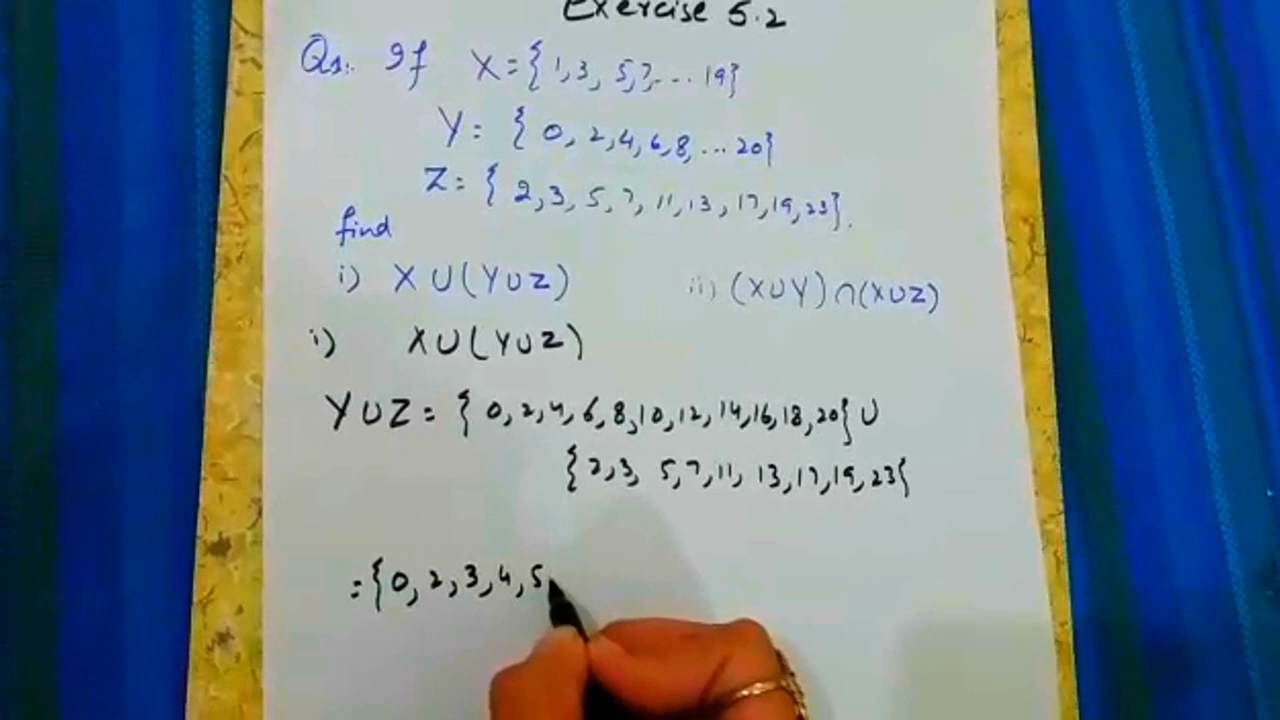 Exercise 5.2
Q1. If X = {1,3, 5,7,... 19}
Y = { 0, 2,4,6,8, ... 20}
Z = { 2,3, 5,7, 11,13, 17,19,23}.
find
i) X U (Y U Z) ii) (X U Y) ∩ (X U Z)
i) X U (Y U Z)
Y U Z = { 0,2,4,6,8,10,12,14,16,18,20} U
{2,3, 5,7,11, 13,17,19,23{
= {0, 2,3,4,5